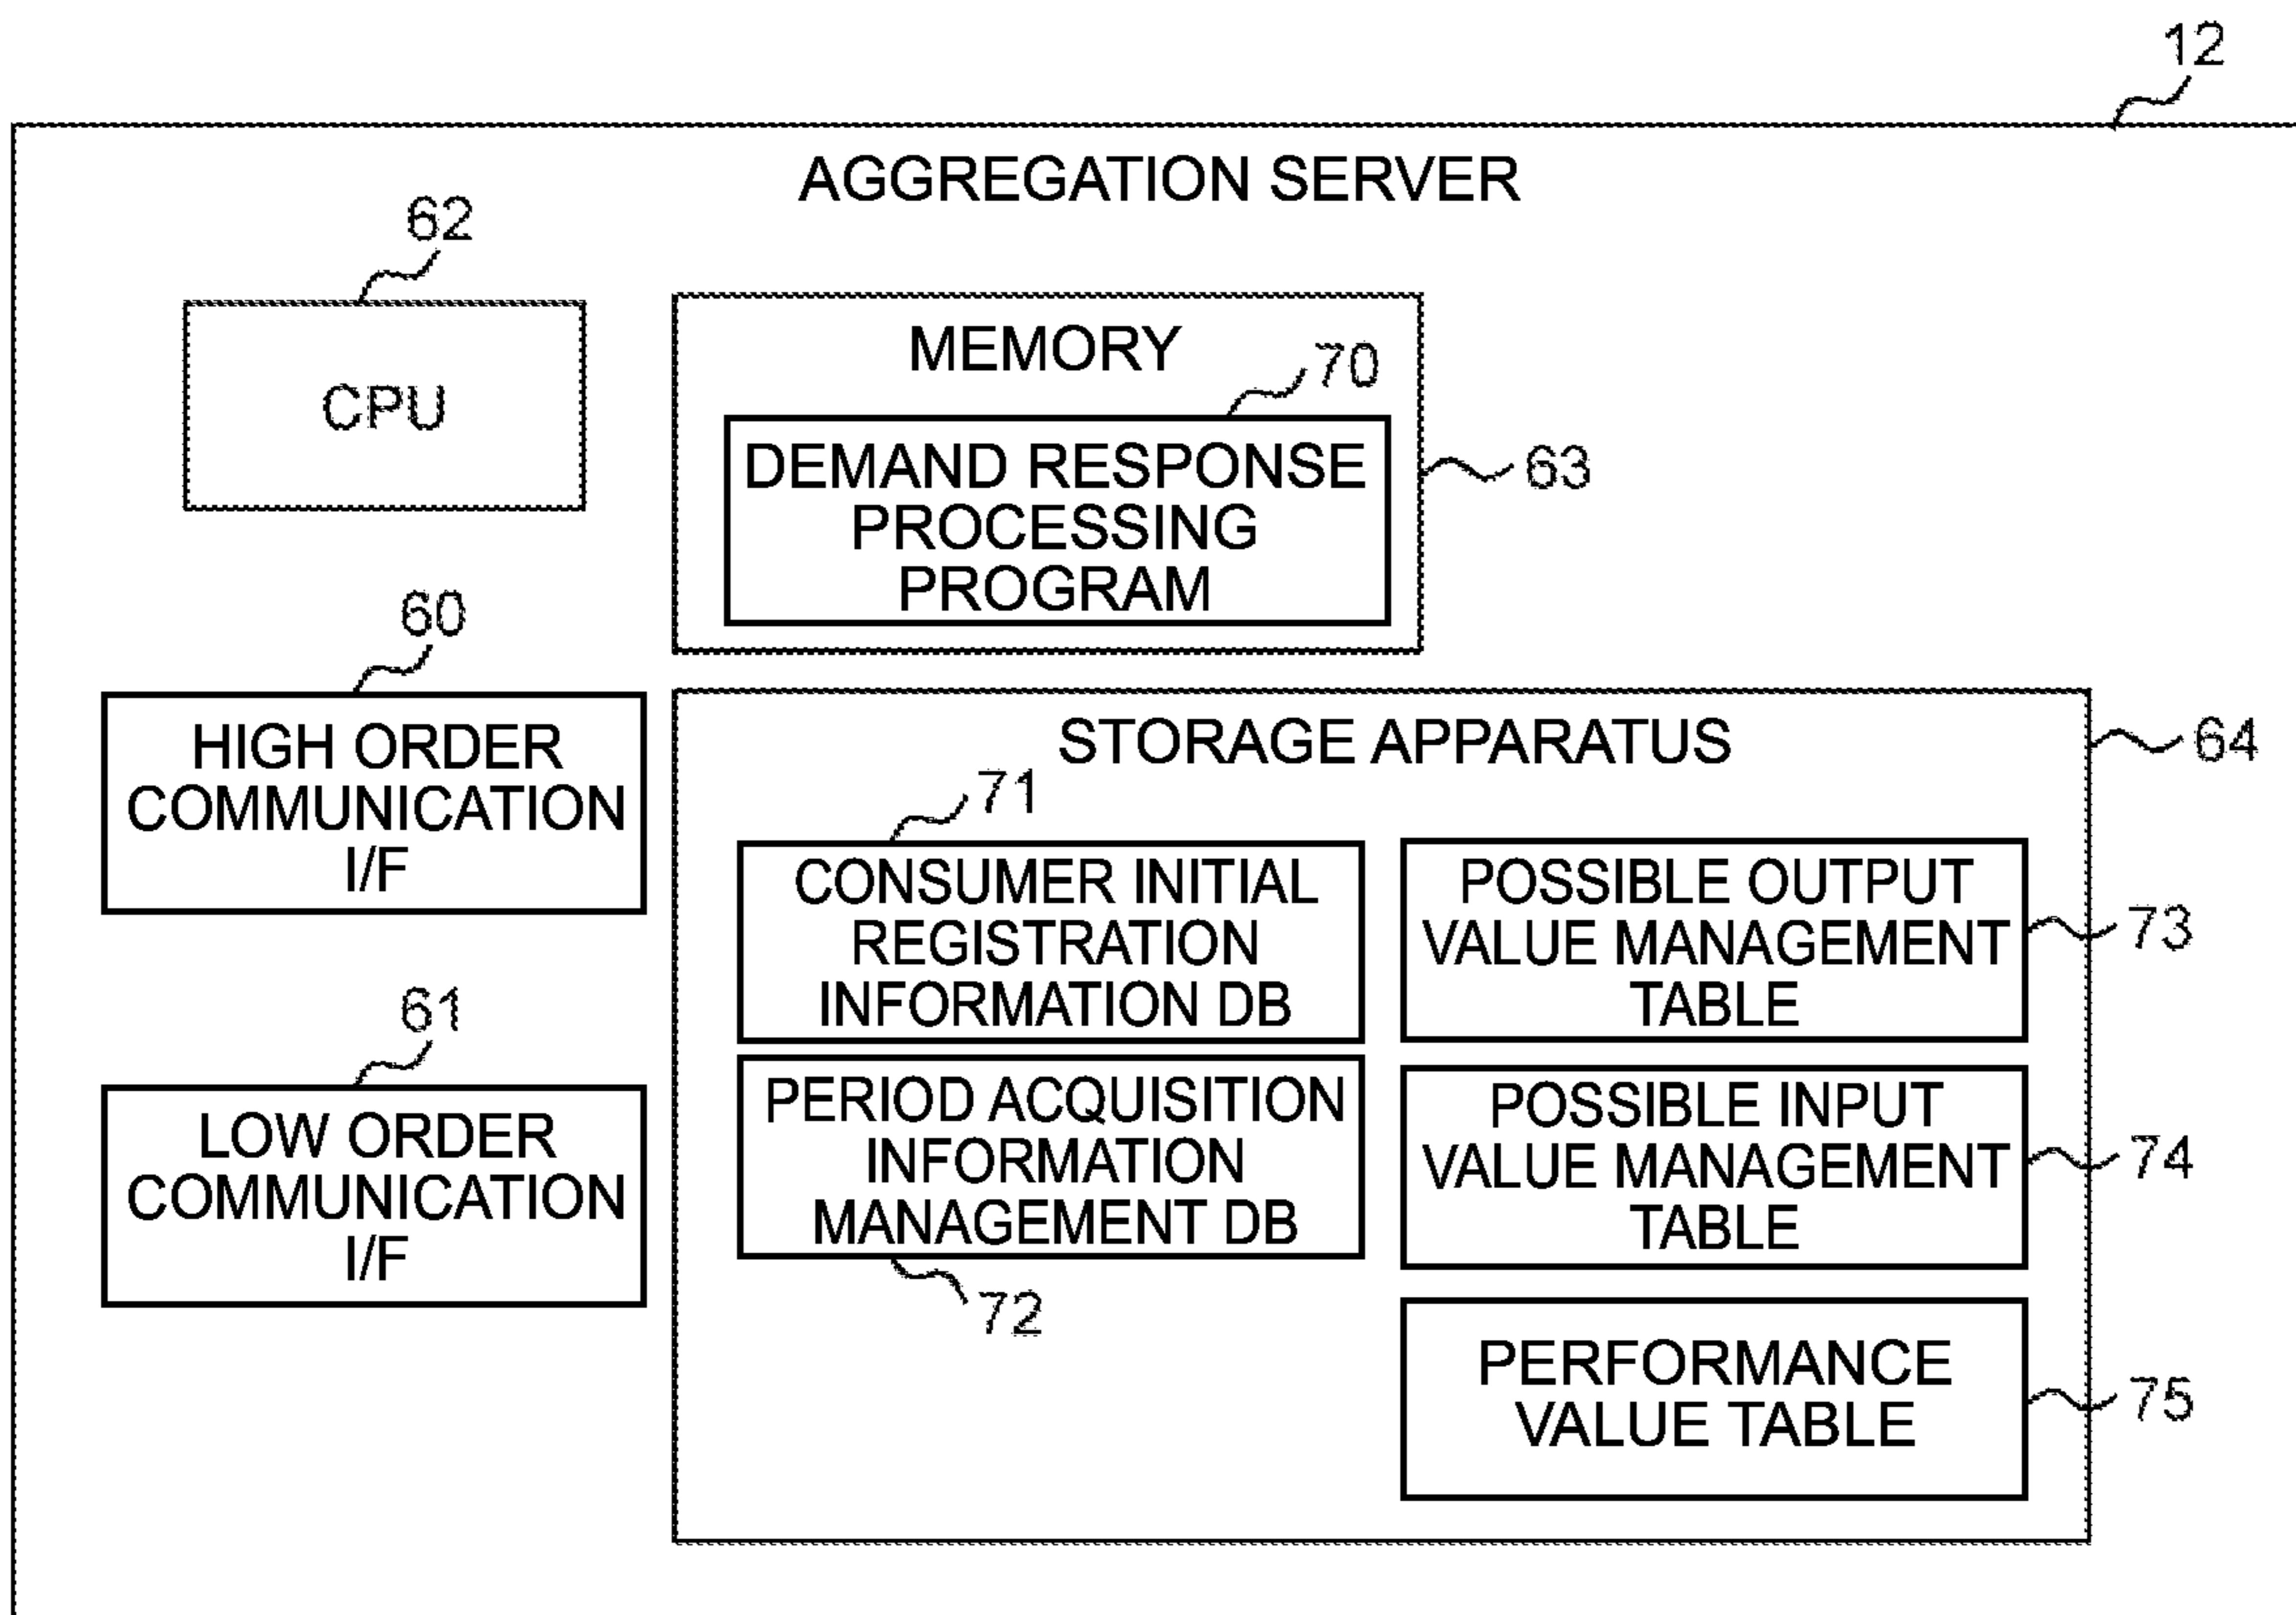 12
AGGREGATION SERVER
62
CPU
MEMORY
70
DEMAND RESPONSE
PROCESSING
PROGRAM
63
60
HIGH ORDER
COMMUNICATION
I/F
61
LOW ORDER
COMMUNICATION
I/F
STORAGE APPARATUS
64
71
CONSUMER INITIAL
REGISTRATION
INFORMATION DB
PERIOD ACQUISITION
INFORMATION
MANAGEMENT DB
72
POSSIBLE OUTPUT
VALUE MANAGEMENT
TABLE
73
POSSIBLE INPUT
VALUE MANAGEMENT
TABLE
74
PERFORMANCE
VALUE TABLE
75